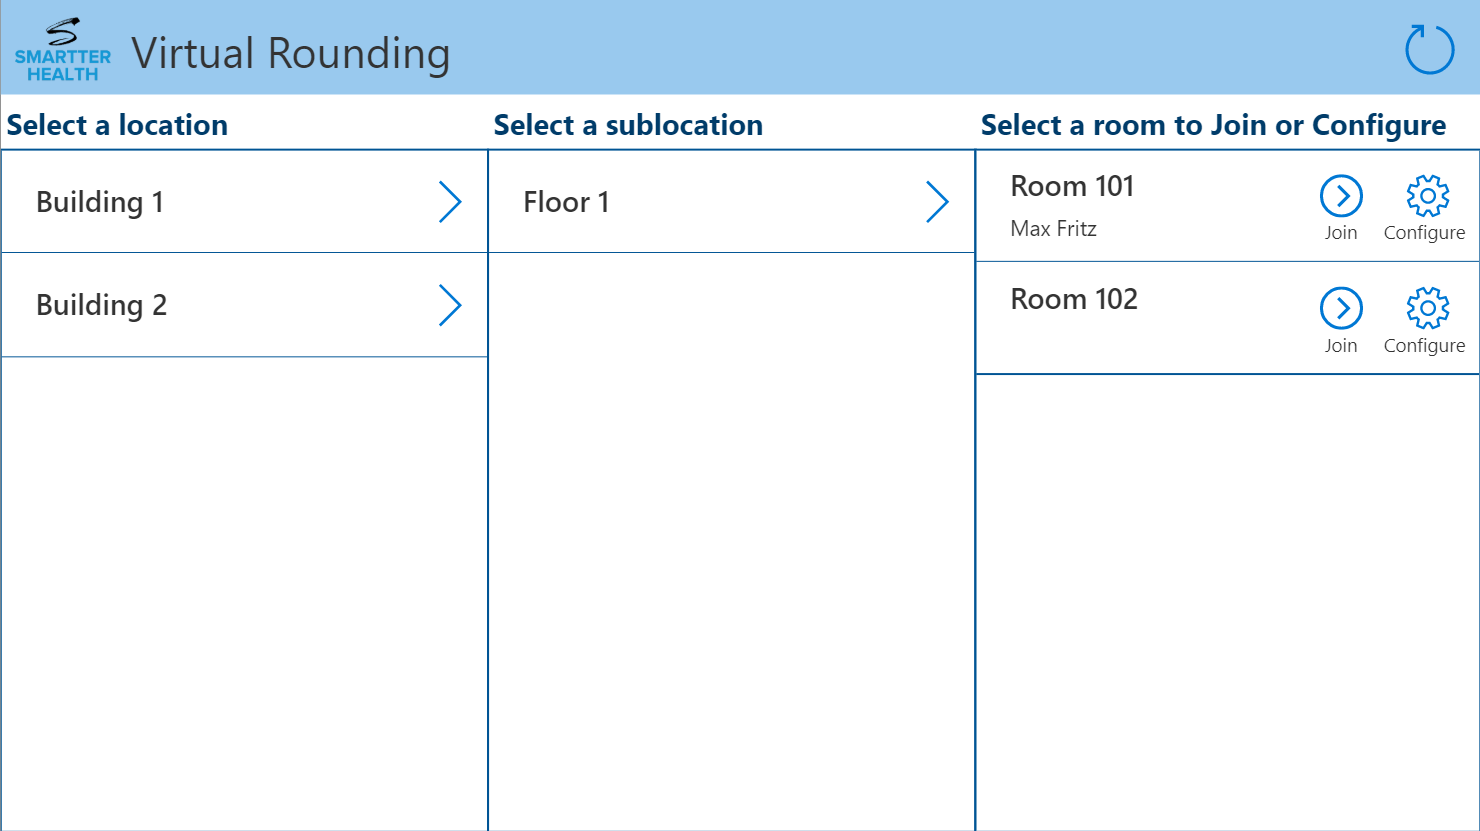 SMARTTER
HEALTH
Virtual Rounding
Select a location
Select a sublocation
Select a room to Join or Configure
Building 1
Building 2
Floor 1
Room 101
Max Fritz
Join
Configure
Room 102
Join
Configure